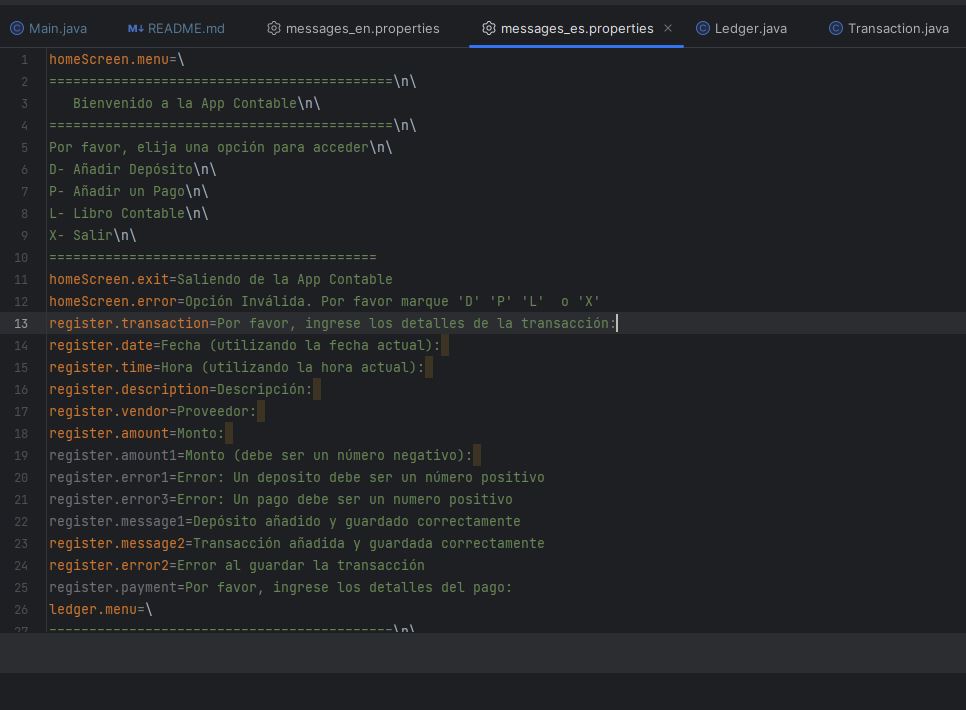 Main.java README.md messages_en.properties messages_es.properties Ledger.java Transaction.java
1 homeScreen.menu=\
2 ===========================================\n\
3    Bienvenido a la App Contable\n\
4 ===========================================\n\
5 Por favor, elija una opción para acceder\n\
6 D- Añadir Depósito\n\
7 P- Añadir un Pago\n\
8 L- Libro Contable\n\
9 X- Salir\n\
10 =========================================
11 homeScreen.exit=Saliendo de la App Contable
12 homeScreen.error=Opción Inválida. Por favor marque 'D' 'P' 'L'  o 'X'
13 register.transaction=Por favor, ingrese los detalles de la transacción:
14 register.date=Fecha (utilizando la fecha actual):
15 register.time=Hora (utilizando la hora actual):
16 register.description=Descripción:
17 register.vendor=Proveedor:
18 register.amount=Monto:
19 register.amount1=Monto (debe ser un número negativo):
20 register.error1=Error: Un deposito debe ser un número positivo
21 register.error3=Error: Un pago debe ser un numero positivo
22 register.message1=Depósito añadido y guardado correctamente
23 register.message2=Transacción añadida y guardada correctamente
24 register.error2=Error al guardar la transacción
25 register.payment=Por favor, ingrese los detalles del pago:
26 ledger.menu=\
27 ===========================================\n\